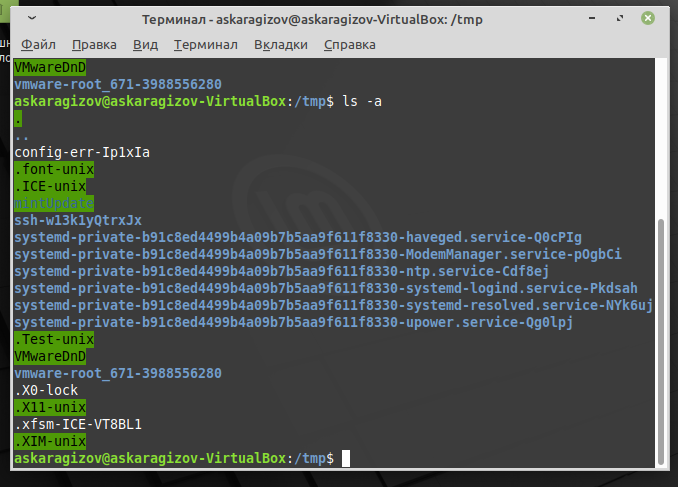 Терминал - askaragizov@askaragizov-VirtualBox: /tmp
Файл Правка Вид Терминал Вкладки Справка
VMwareDnD
vmware-root_671-3988556280
askaragizov@askaragizov-VirtualBox:/tmp$ ls -a
.
..
config-err-Ip1xIa
.font-unix
.ICE-unix
mintUpdate
ssh-w13k1yQtrxJx
systemd-private-b91c8ed4499b4a09b7b5aa9f611f8330-haveged.service-Q0cPIg
systemd-private-b91c8ed4499b4a09b7b5aa9f611f8330-ModemManager.service-pOgbCi
systemd-private-b91c8ed4499b4a09b7b5aa9f611f8330-ntp.service-Cdf8ej
systemd-private-b91c8ed4499b4a09b7b5aa9f611f8330-systemd-logind.service-Pkdsah
systemd-private-b91c8ed4499b4a09b7b5aa9f611f8330-systemd-resolved.service-NYk6uj
systemd-private-b91c8ed4499b4a09b7b5aa9f611f8330-upower.service-Qg0lpj
.Test-unix
VMwareDnD
vmware-root_671-3988556280
.X0-lock
.X11-unix
.xfsm-ICE-VT8BL1
.XIM-unix
askaragizov@askaragizov-VirtualBox:/tmp$